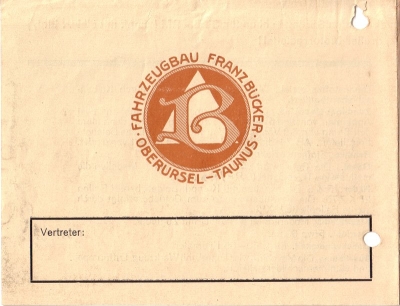 · FAHRZEUGBAU FRANZ BÜCKER ·
OBERURSEL-TAUNUS.
B
Vertreter: